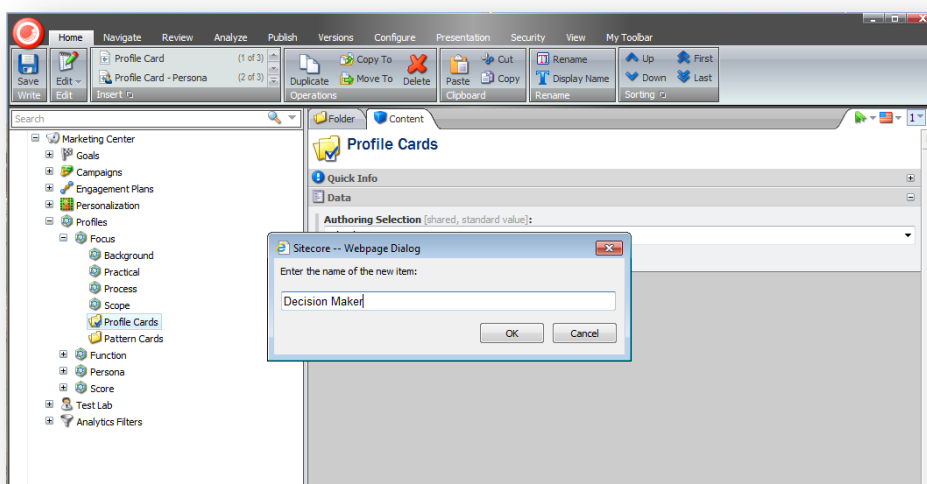 Home Navigate Review Analyze Publish Versions Configure Presentation Security View My Toolbar
Save
Write
Edit
Edit
Profile Card (1 of 3)
Profile Card - Persona (2 of 3)
Insert
Duplicate
Copy To
Move To
Delete
Operations
Paste
Cut
Copy
Clipboard
Rename
Display Name
Rename
Up First
Down Last
Sorting
Search
Folder Content
1
Marketing Center
Goals
Campaigns
Engagement Plans
Personalization
Profiles
Focus
Background
Practical
Process
Scope
Profile Cards
Pattern Cards
Function
Persona
Score
Test Lab
Analytics Filters
Profile Cards
Quick Info
Data
Authoring Selection [shared, standard value]:
Sitecore -- Webpage Dialog
Enter the name of the new item:
Decision Maker
OK Cancel